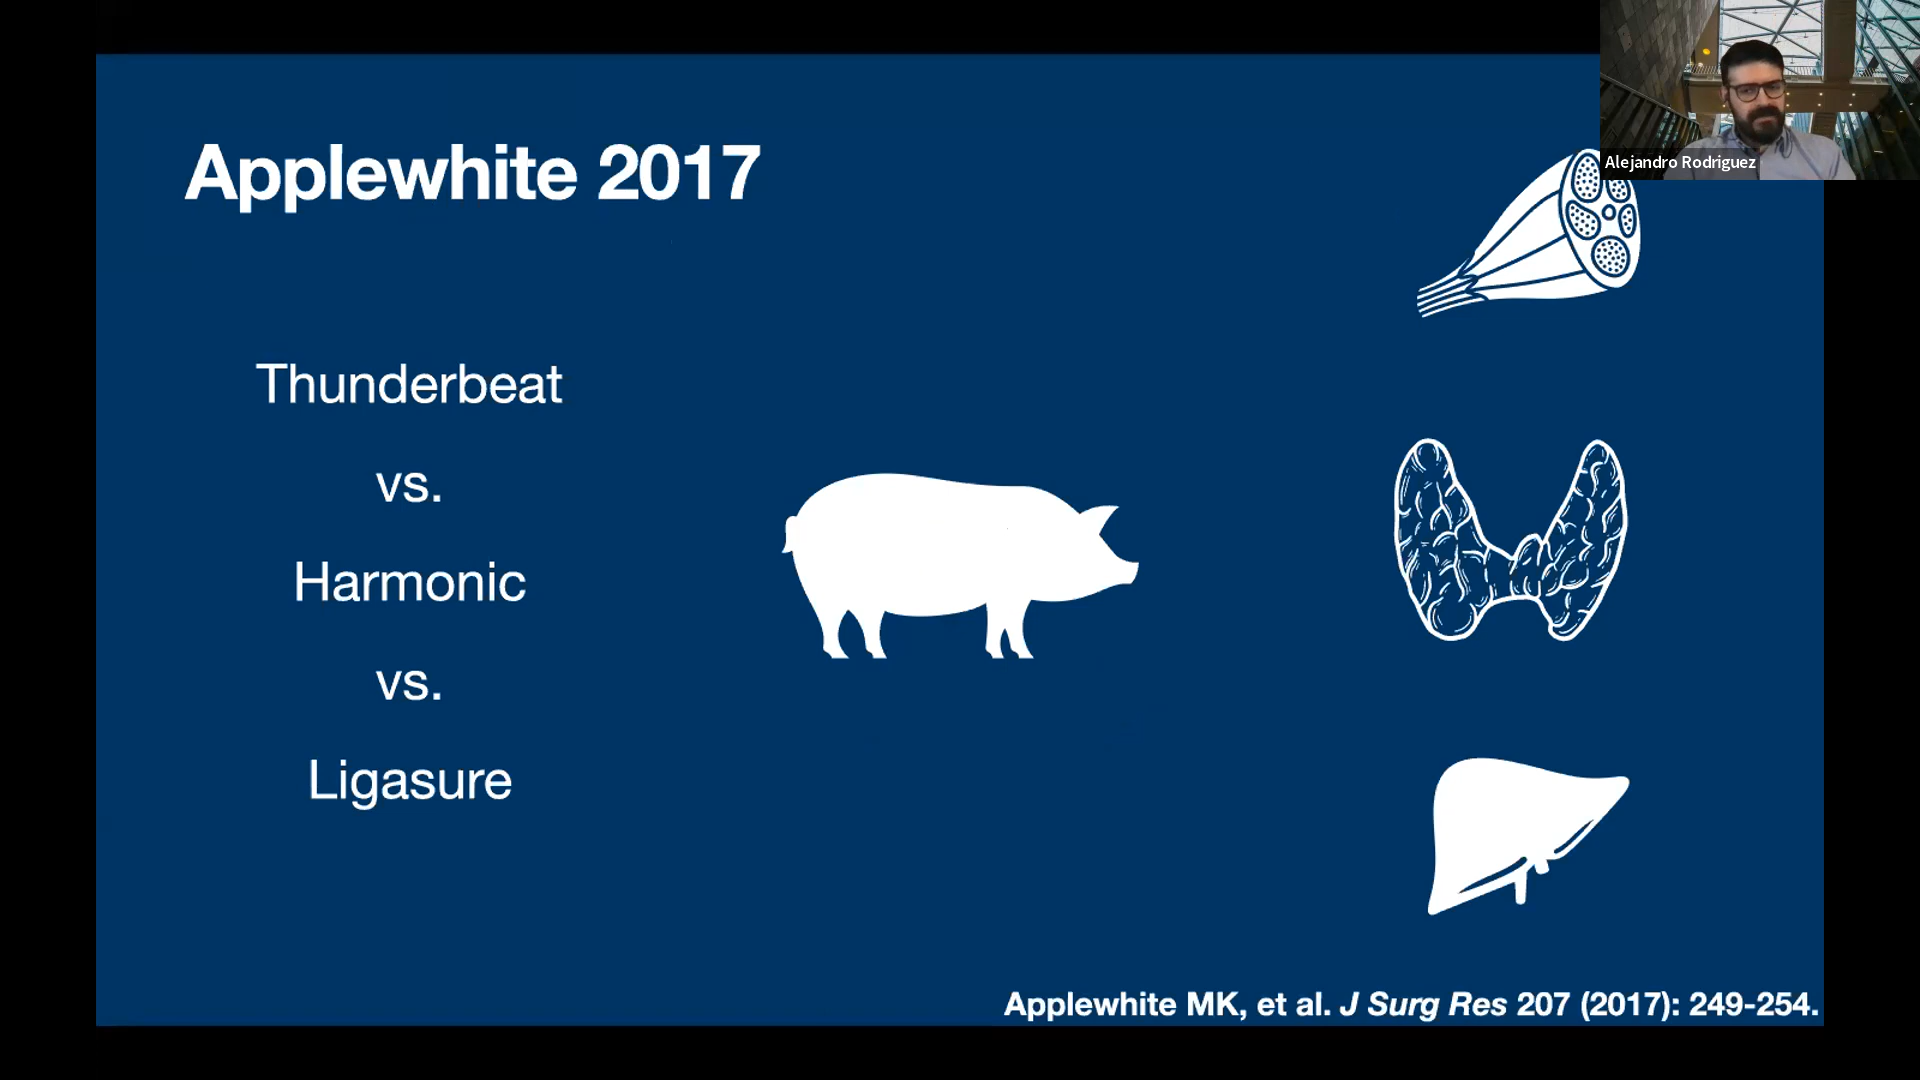 Alejandro Rodriguez
Applewhite 2017
Thunderbeat
vs.
Harmonic
vs.
Ligasure
Applewhite MK, et al. J Surg Res 207 (2017): 249-254.